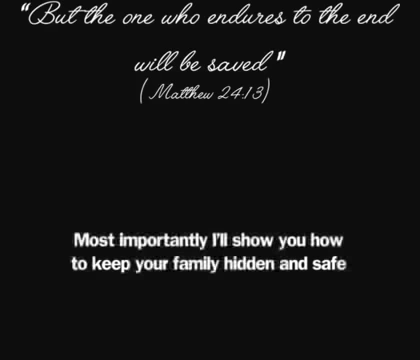 "But the one who endures to the end
will be saved"
(Matthew 24:13)
Most importantly I'll show you how
to keep your family hidden and safe